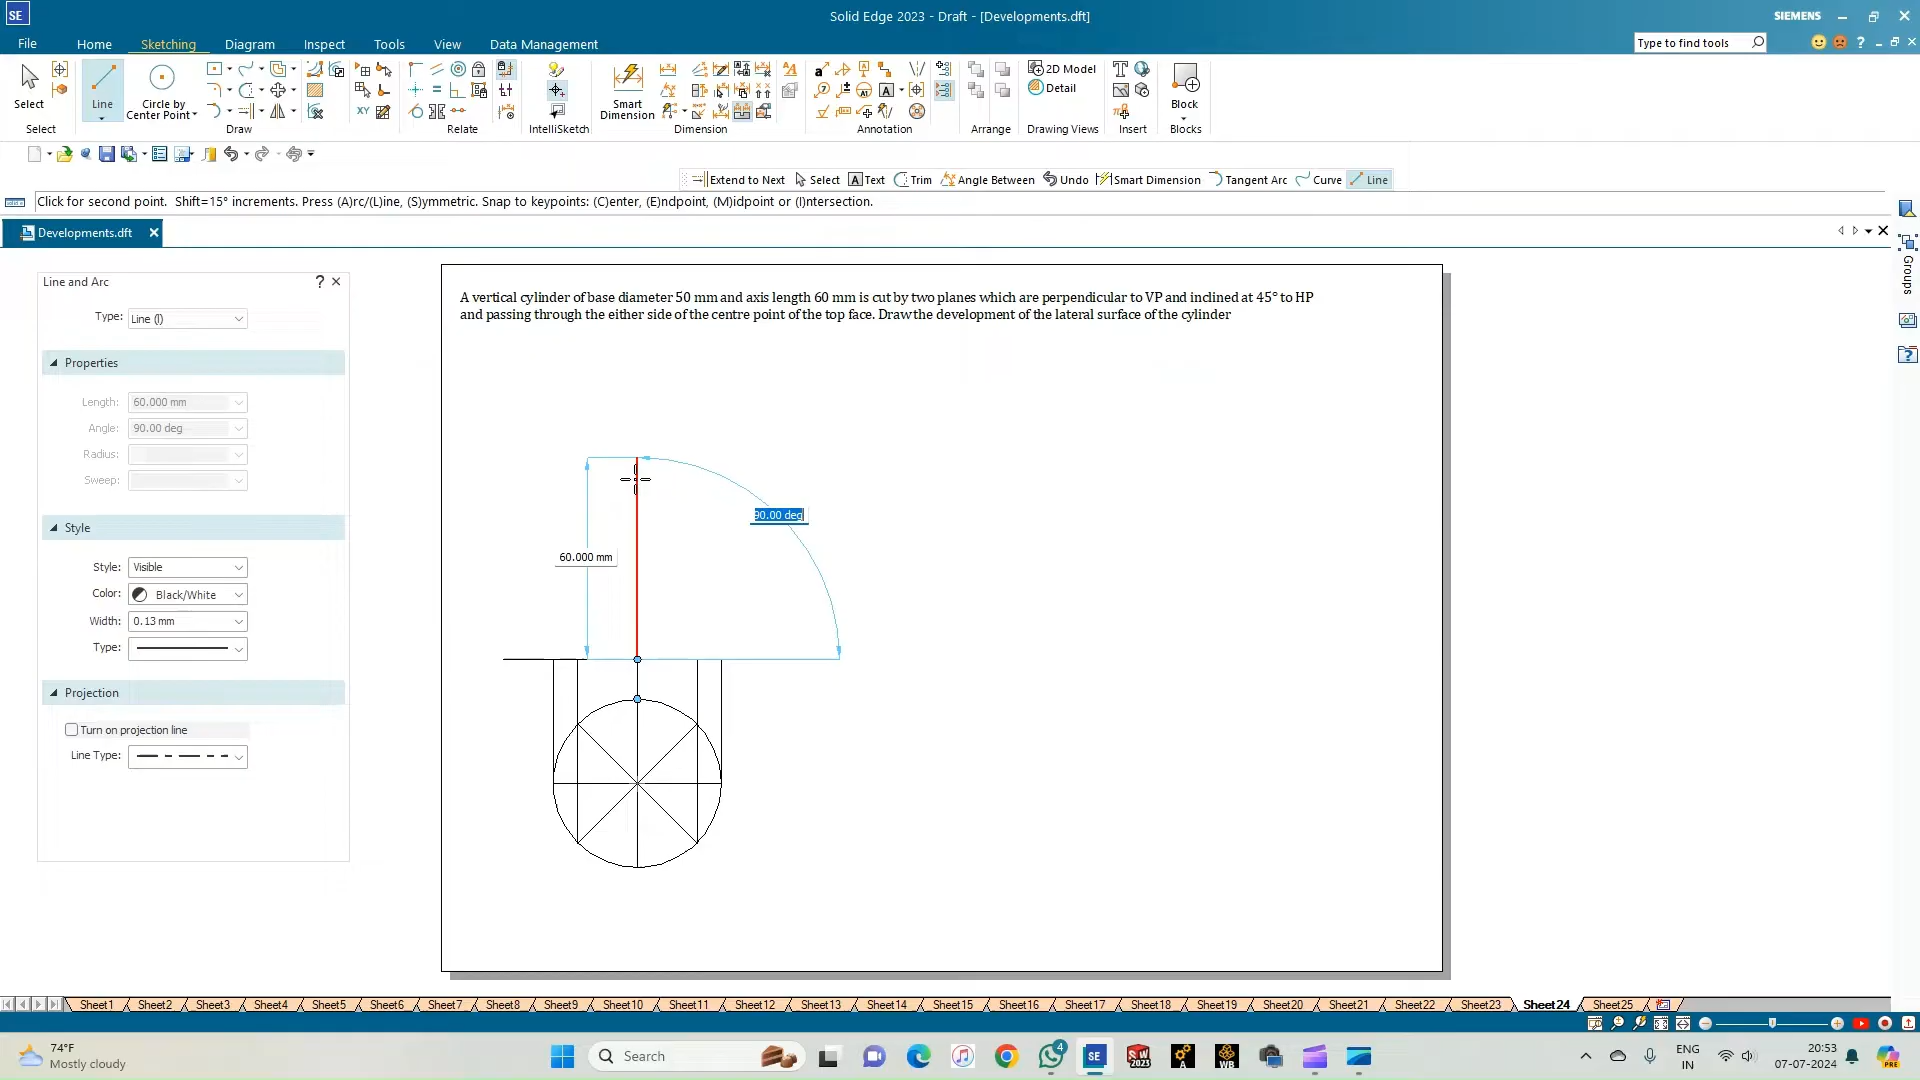 SE
Solid Edge 2023 - Draft - [Developments.dft]
SIEMENS
File
Home
Sketching
Diagram
Inspect
Tools
View
Data Management
Type to find tools
Select
Line
Circle by
Center Point
Smart
Dimension
2D Model
Detail
Block
Select
Draw
Relate
IntelliSketch
Dimension
Annotation
Arrange
Drawing Views
Insert
Blocks
Extend to Next
Select
Text
Trim
Angle Between
Undo
Smart Dimension
Tangent Arc
Curve
Line
Click for second point. Shift=15° increments. Press (A)rc/(L)ine, (S)ymmetric. Snap to keypoints: (C)enter, (E)ndpoint, (M)idpoint or (I)ntersection.
Developments.dft
Groups
Line and Arc
Type: Line (l)
Properties
Length: 60.000 mm
Angle: 90.00 deg
Radius:
Sweep:
Style
Style: Visible
Color: Black/White
Width: 0.13 mm
Type:
Projection
Turn on projection line
Line Type:
A vertical cylinder of base diameter 50 mm and axis length 60 mm is cut by two planes which are perpendicular to VP and inclined at 45° to HP
and passing through the either side of the centre point of the top face. Draw the development of the lateral surface of the cylinder
90.00 deg
60.000 mm
Sheet1 Sheet2 Sheet3 Sheet4 Sheet5 Sheet6 Sheet7 Sheet8 Sheet9 Sheet10 Sheet11 Sheet12 Sheet13 Sheet14 Sheet15 Sheet16 Sheet17 Sheet18 Sheet19 Sheet20 Sheet21 Sheet22 Sheet23 Sheet24 Sheet25
74°F
Mostly cloudy
Search
4
SE
2023
A
WB
ENG
IN
20:53
07-07-2024
PRE